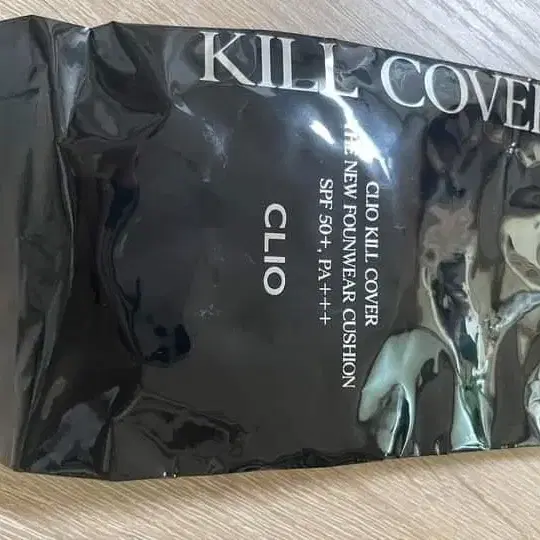 KILL COVER
CLIO KILL COVER
THE NEW FOUNWEAR CUSHION
SPF 50+, PA+++
CLIO